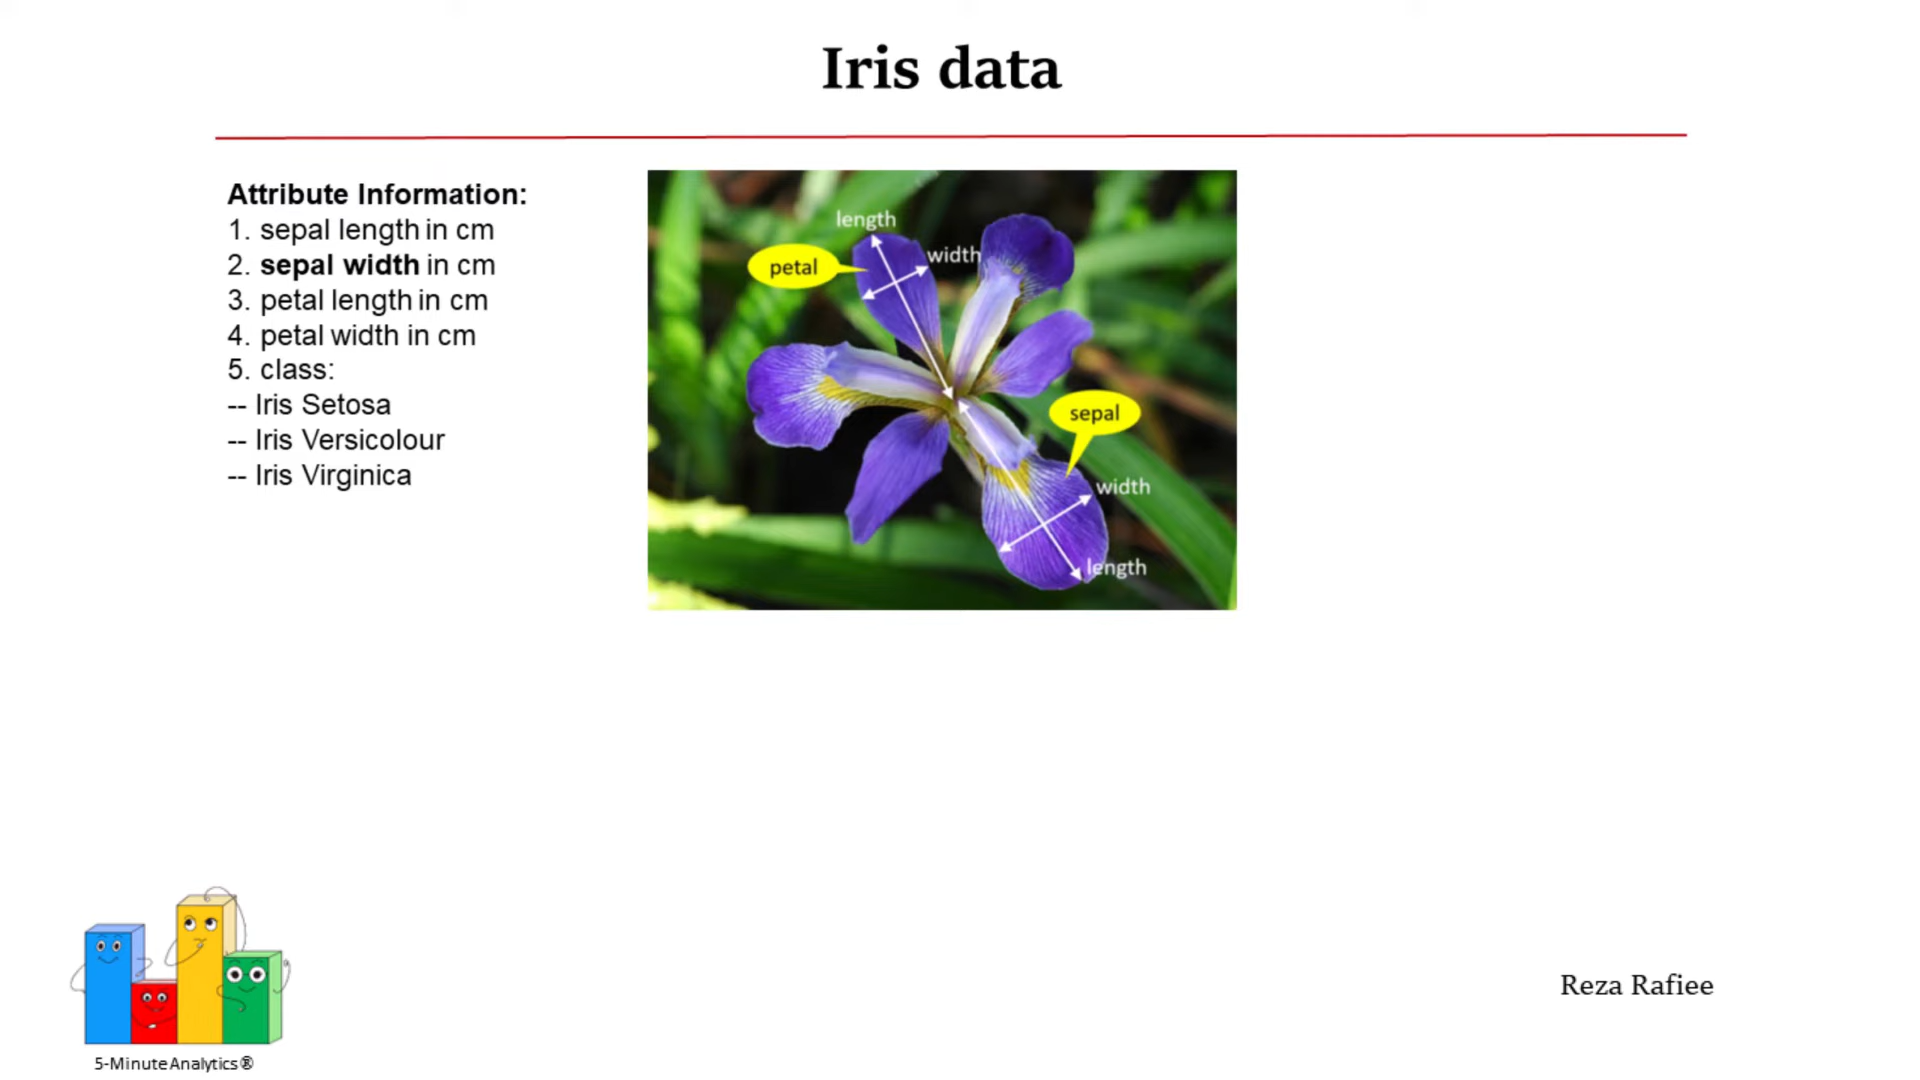 Iris data
Attribute Information:
1. sepal length in cm
2. sepal width in cm
3. petal length in cm
4. petal width in cm
5. class:
-- Iris Setosa
-- Iris Versicolour
-- Iris Virginica
length
width
petal
sepal
width
length
Reza Rafiee
5-Minute Analytics®